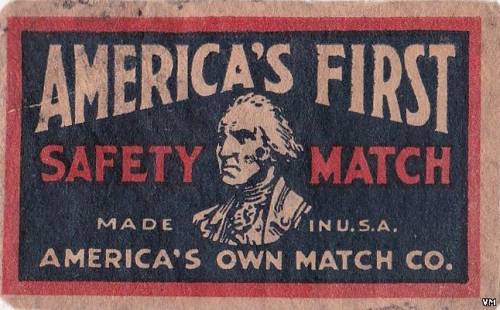 AMERICA'S FIRST
SAFETY MATCH
MADE IN U.S.A.
AMERICA'S OWN MATCH CO.
VM